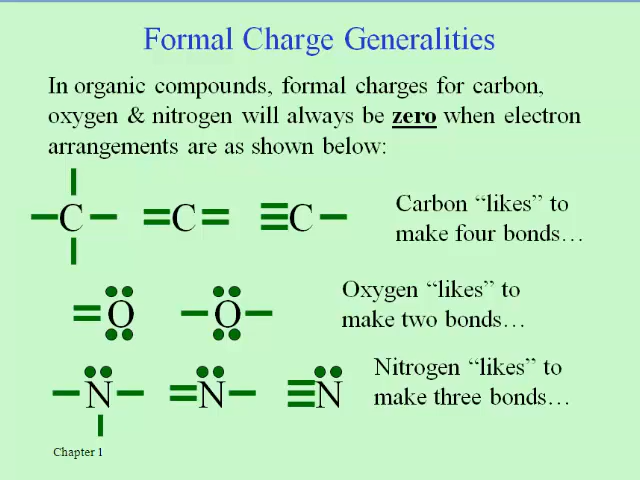 Formal Charge Generalities
In organic compounds, formal charges for carbon,
oxygen & nitrogen will always be zero when electron
arrangements are as shown below:
C C C
Carbon “likes” to
make four bonds…
O O
Oxygen “likes” to
make two bonds…
N N N
Nitrogen “likes” to
make three bonds…
Chapter 1